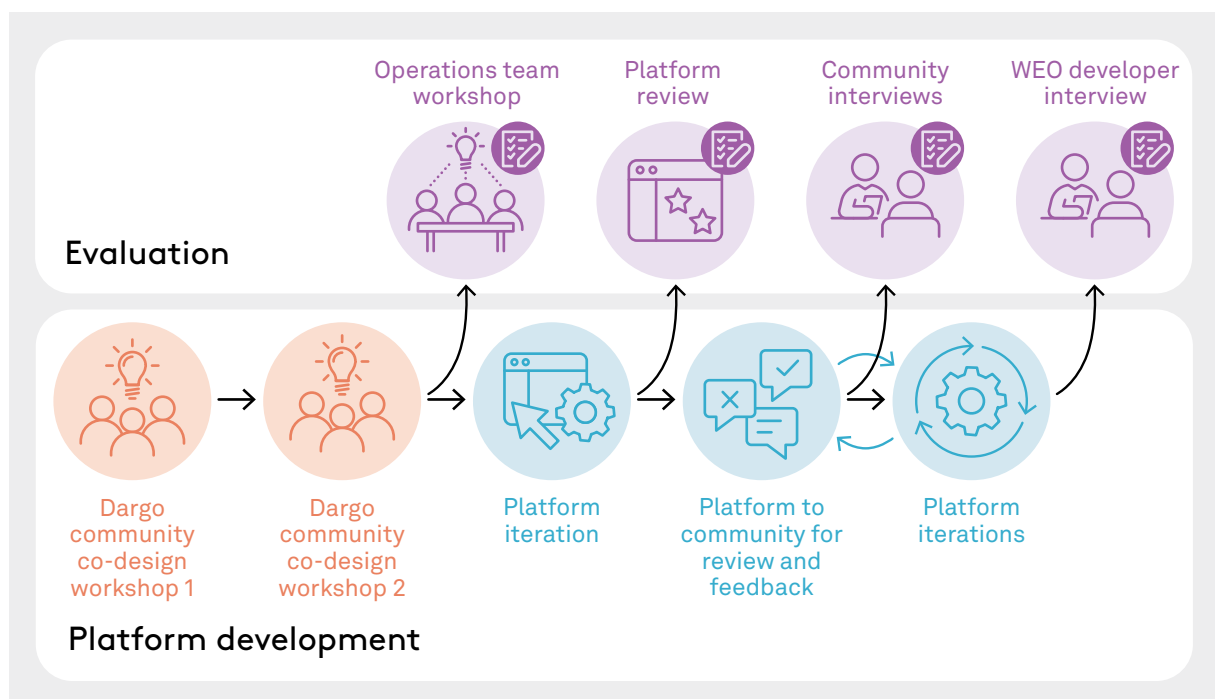 Operations team
workshop
Platform
review
Community
interviews
WEO developer
interview
Evaluation
Dargo
community
co-design
workshop 1
Dargo
community
co-design
workshop 2
Platform
iteration
Platform to
community for
review and
feedback
Platform
iterations
Platform development